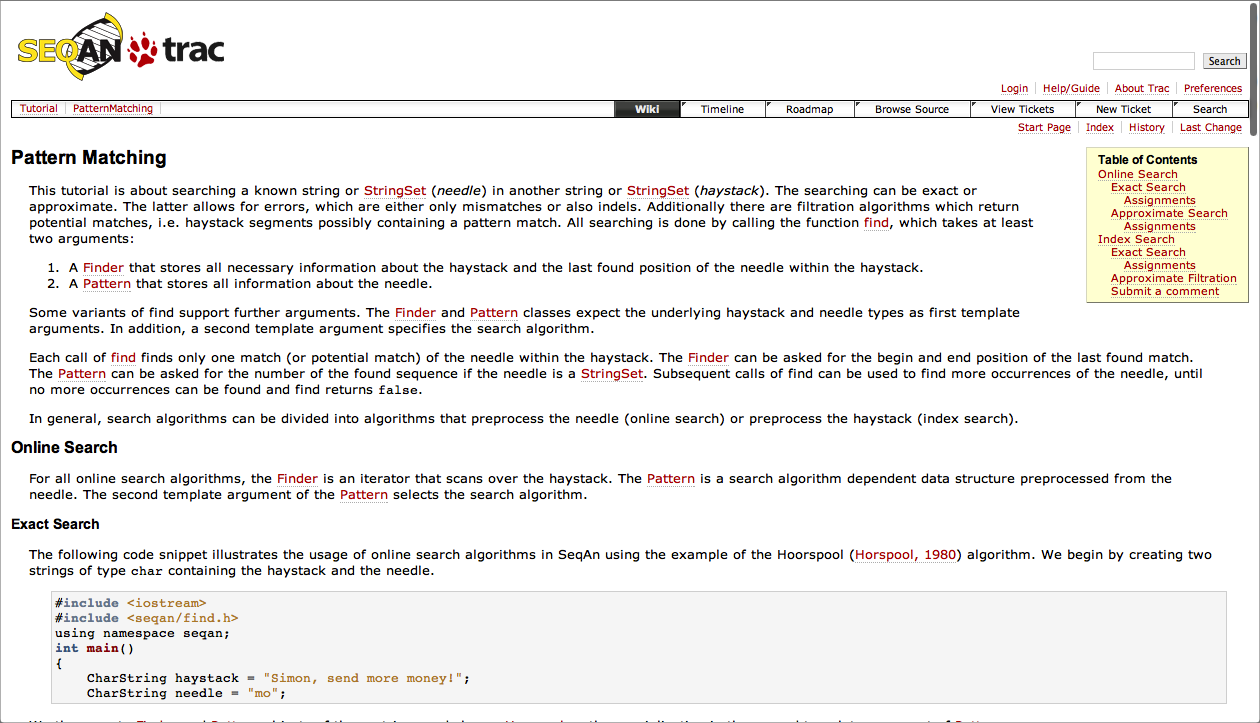 SEQAN trac
Search
Login Help/Guide About Trac Preferences
Tutorial PatternMatching Wiki Timeline Roadmap Browse Source View Tickets New Ticket Search
Start Page Index History Last Change
Pattern Matching
This tutorial is about searching a known string or StringSet (needle) in another string or StringSet (haystack). The searching can be exact or
approximate. The latter allows for errors, which are either only mismatches or also indels. Additionally there are filtration algorithms which return
potential matches, i.e. haystack segments possibly containing a pattern match. All searching is done by calling the function find, which takes at least
two arguments:
1. A Finder that stores all necessary information about the haystack and the last found position of the needle within the haystack.
2. A Pattern that stores all information about the needle.
Some variants of find support further arguments. The Finder and Pattern classes expect the underlying haystack and needle types as first template
arguments. In addition, a second template argument specifies the search algorithm.
Table of Contents
Online Search
Exact Search
Assignments
Approximate Search
Assignments
Index Search
Exact Search
Assignments
Approximate Filtration
Submit a comment
Each call of find finds only one match (or potential match) of the needle within the haystack. The Finder can be asked for the begin and end position of the last found match.
The Pattern can be asked for the number of the found sequence if the needle is a StringSet. Subsequent calls of find can be used to find more occurrences of the needle, until
no more occurrences can be found and find returns false.
In general, search algorithms can be divided into algorithms that preprocess the needle (online search) or preprocess the haystack (index search).
Online Search
For all online search algorithms, the Finder is an iterator that scans over the haystack. The Pattern is a search algorithm dependent data structure preprocessed from the
needle. The second template argument of the Pattern selects the search algorithm.
Exact Search
The following code snippet illustrates the usage of online search algorithms in SeqAn using the example of the Hoorspool (Horspool, 1980) algorithm. We begin by creating two
strings of type char containing the haystack and the needle.
#include <iostream>
#include <seqan/find.h>
using namespace seqan;
int main()
{
CharString haystack = "Simon, send more money!";
CharString needle = "mo";